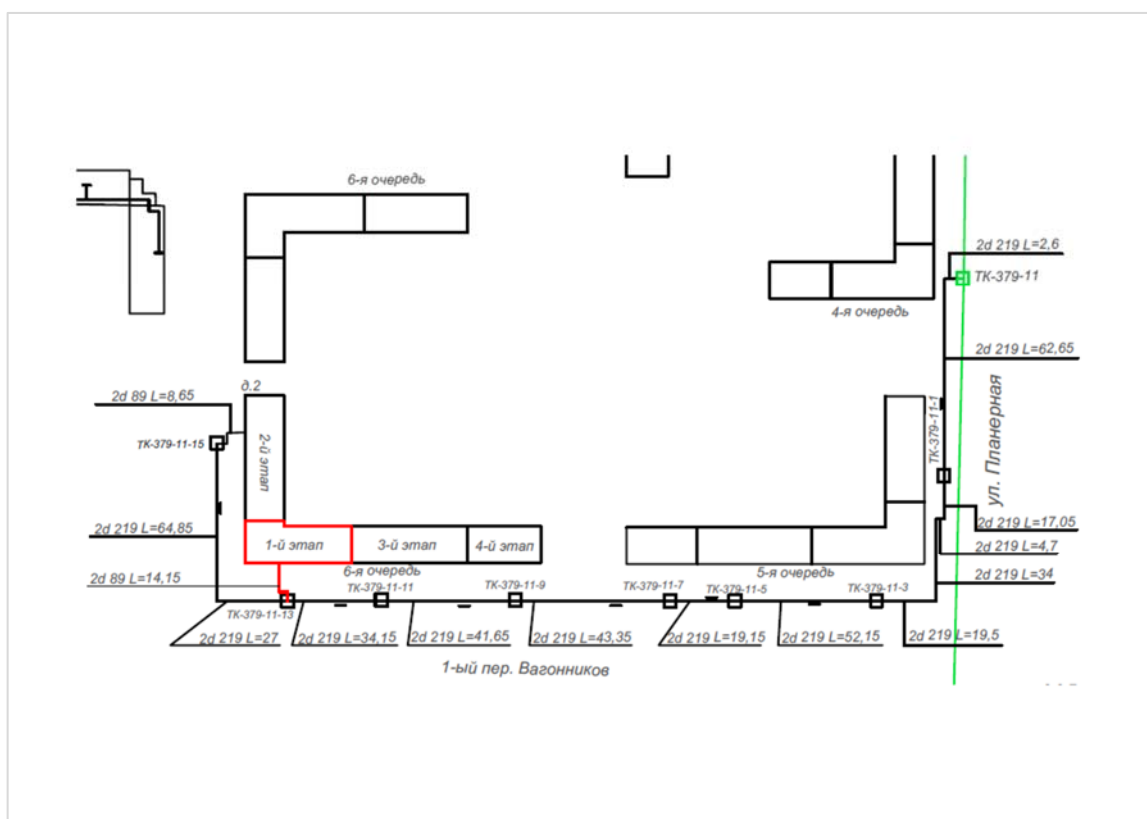 6-я очередь
2d 219 L=2,6
ТК-379-11
4-я очередь
2d 219 L=62,65
д.2
2d 89 L=8,65
ТК-379-11-1
ул. Планерная
ТК-379-11-15
2-й этап
2d 219 L=64,85
2d 219 L=17,05
1-й этап
3-й этап
4-й этап
2d 219 L=4,7
6-я очередь
5-я очередь
2d 89 L=14,15
2d 219 L=34
ТК-379-11-11
ТК-379-11-9
ТК-379-11-7
ТК-379-11-5
ТК-379-11-3
ТК-379-11-13
2d 219 L=27
2d 219 L=34,15
2d 219 L=41,65
2d 219 L=43,35
2d 219 L=19,15
2d 219 L=52,15
2d 219 L=19,5
1-ый пер. Вагонников